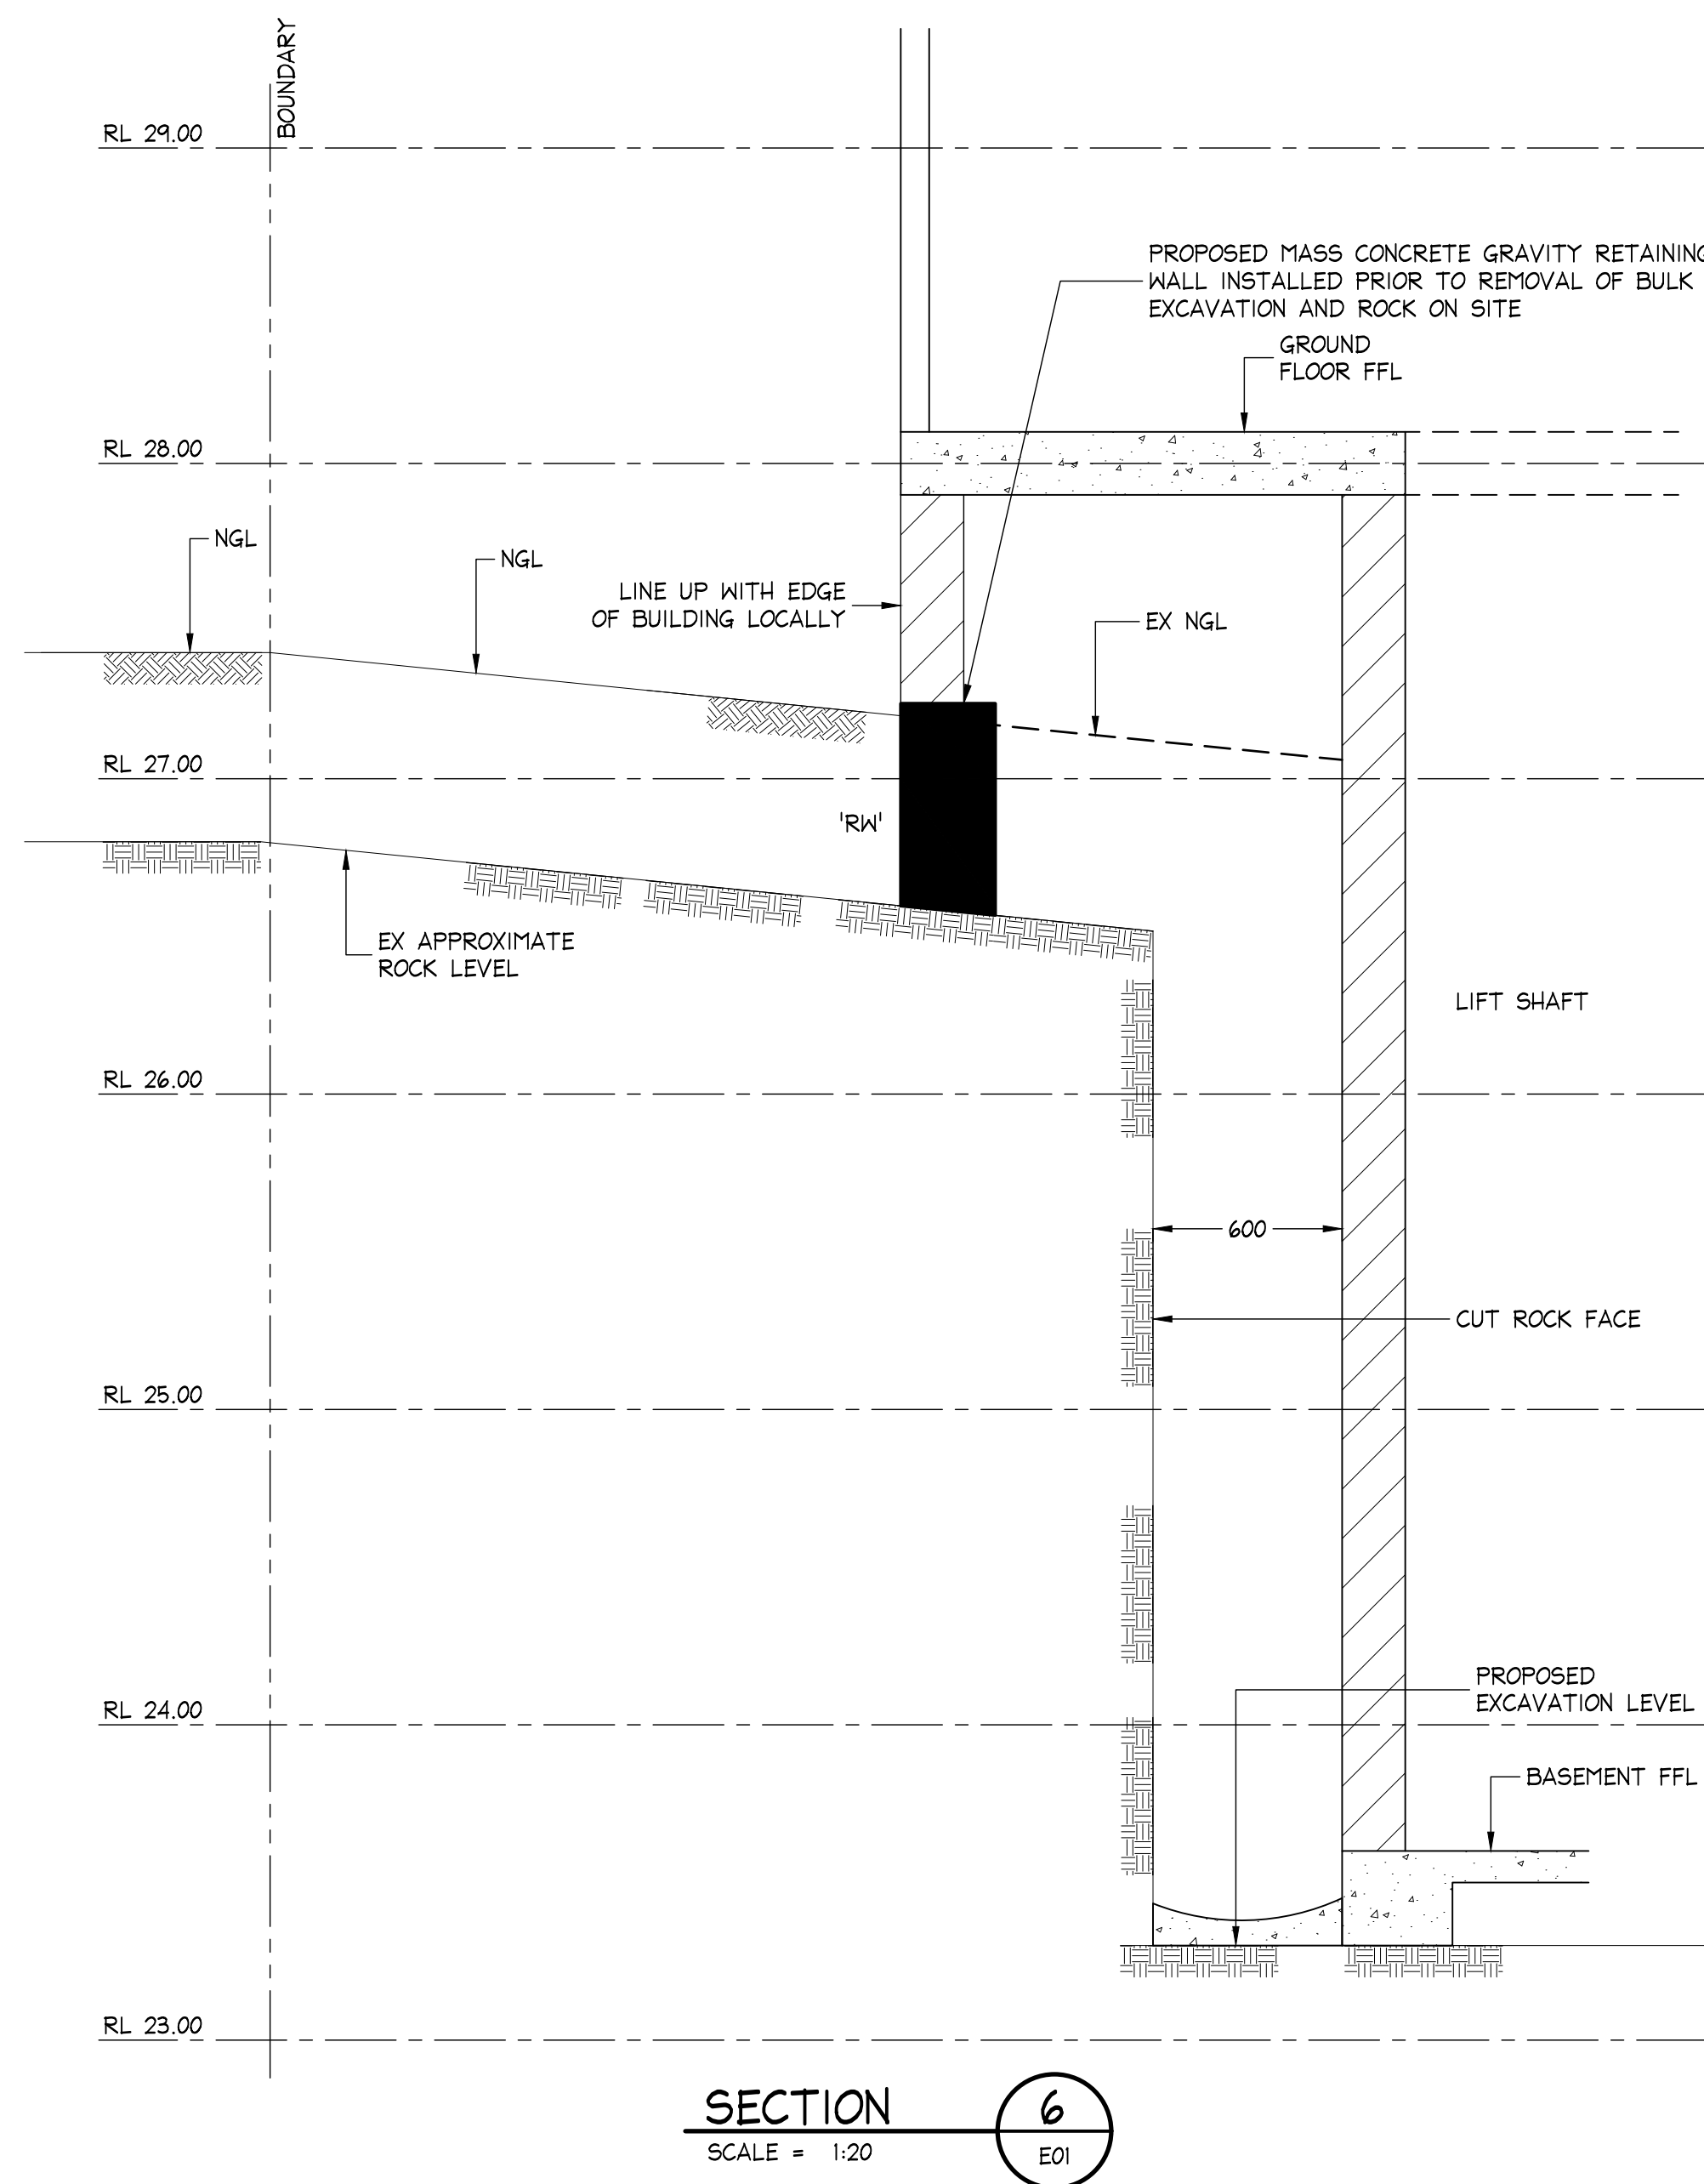 BOUNDARY
RL 29.00
PROPOSED MASS CONCRETE GRAVITY RETAINING
WALL INSTALLED PRIOR TO REMOVAL OF BULK
EXCAVATION AND ROCK ON SITE
GROUND
FLOOR FFL
RL 28.00
NGL
NGL
LINE UP WITH EDGE
OF BUILDING LOCALLY
EX NGL
RL 27.00
'RW'
EX APPROXIMATE
ROCK LEVEL
LIFT SHAFT
RL 26.00
600
CUT ROCK FACE
RL 25.00
PROPOSED
EXCAVATION LEVEL
RL 24.00
BASEMENT FFL
RL 23.00
SECTION
SCALE = 1:20
6
E01